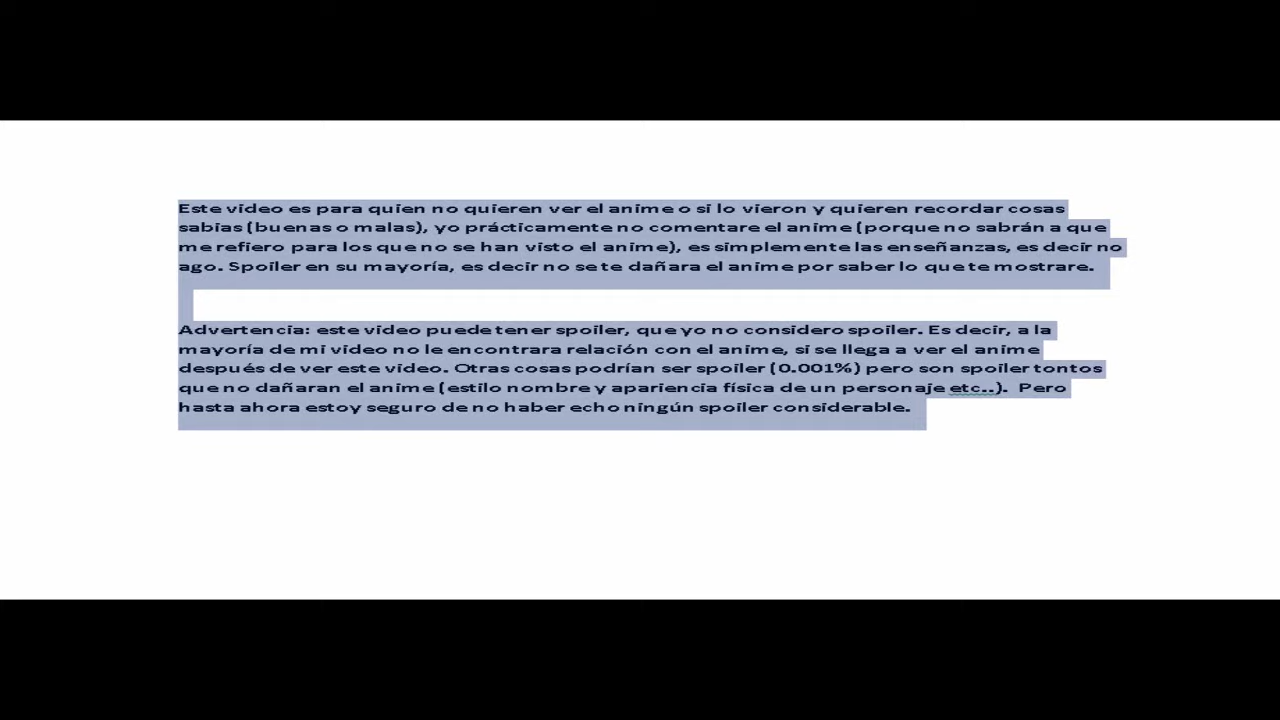 Este video es para quien no quieren ver el anime o si lo vieron y quieren recordar cosas
sabias (buenas o malas), yo prácticamente no comentare el anime (porque no sabrán a que
me refiero para los que no se han visto el anime), es simplemente las enseñanzas, es decir no
ago. Spoiler en su mayoría, es decir no se te dañara el anime por saber lo que te mostrare.
Advertencia: este video puede tener spoiler, que yo no considero spoiler. Es decir, a la
mayoría de mi video no le encontrara relación con el anime, si se llega a ver el anime
después de ver este video. Otras cosas podrían ser spoiler (0.001%) pero son spoiler tontos
que no dañaran el anime (estilo nombre y apariencia física de un personaje etc..).  Pero
hasta ahora estoy seguro de no haber echo ningún spoiler considerable.